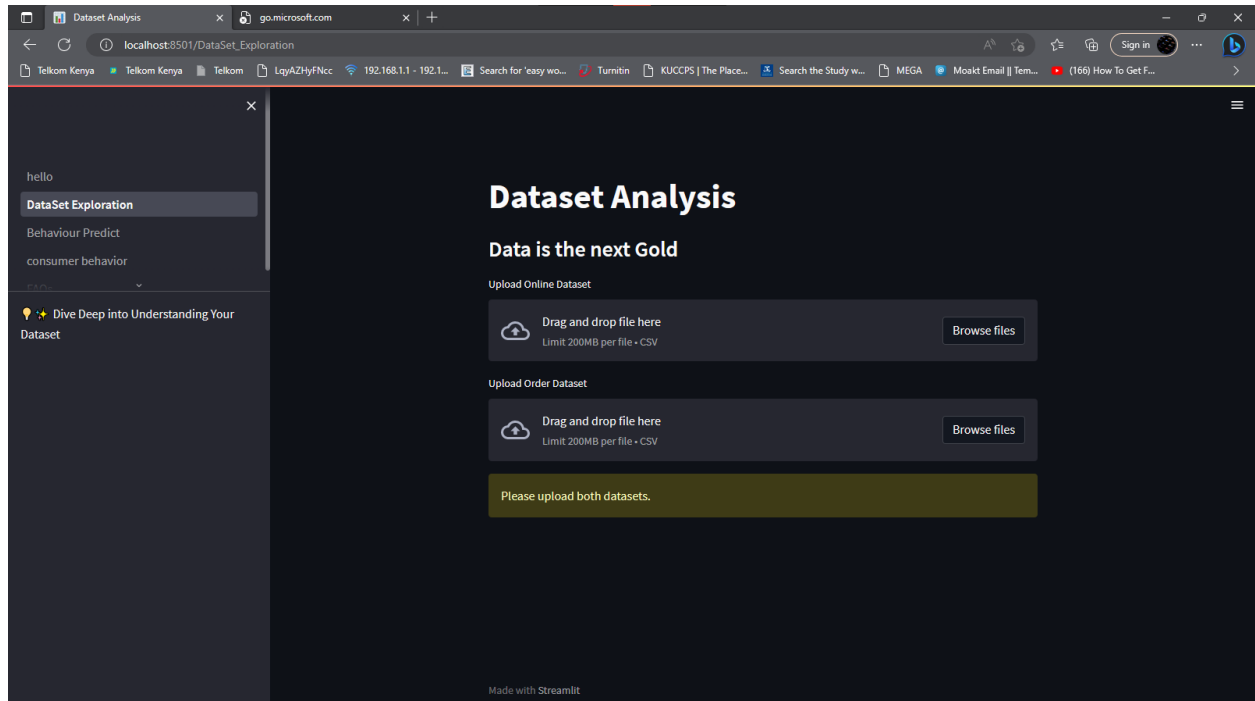 Dataset Analysis
go.microsoft.com
localhost:8501/DataSet_Exploration
Sign in
Telkom Kenya
Telkom Kenya
Telkom
LqyAZHyFNcc
192.168.1.1 - 192.1...
Search for 'easy wo...
Turnitin
KUCCPS | The Place...
Search the Study w...
MEGA
Moakt Email || Tem...
(166) How To Get F...
hello
DataSet Exploration
Behaviour Predict
consumer behavior
Dive Deep into Understanding Your
Dataset
Dataset Analysis
Data is the next Gold
Upload Online Dataset
Drag and drop file here
Limit 200MB per file • CSV
Browse files
Upload Order Dataset
Drag and drop file here
Limit 200MB per file • CSV
Browse files
Please upload both datasets.
Made with Streamlit